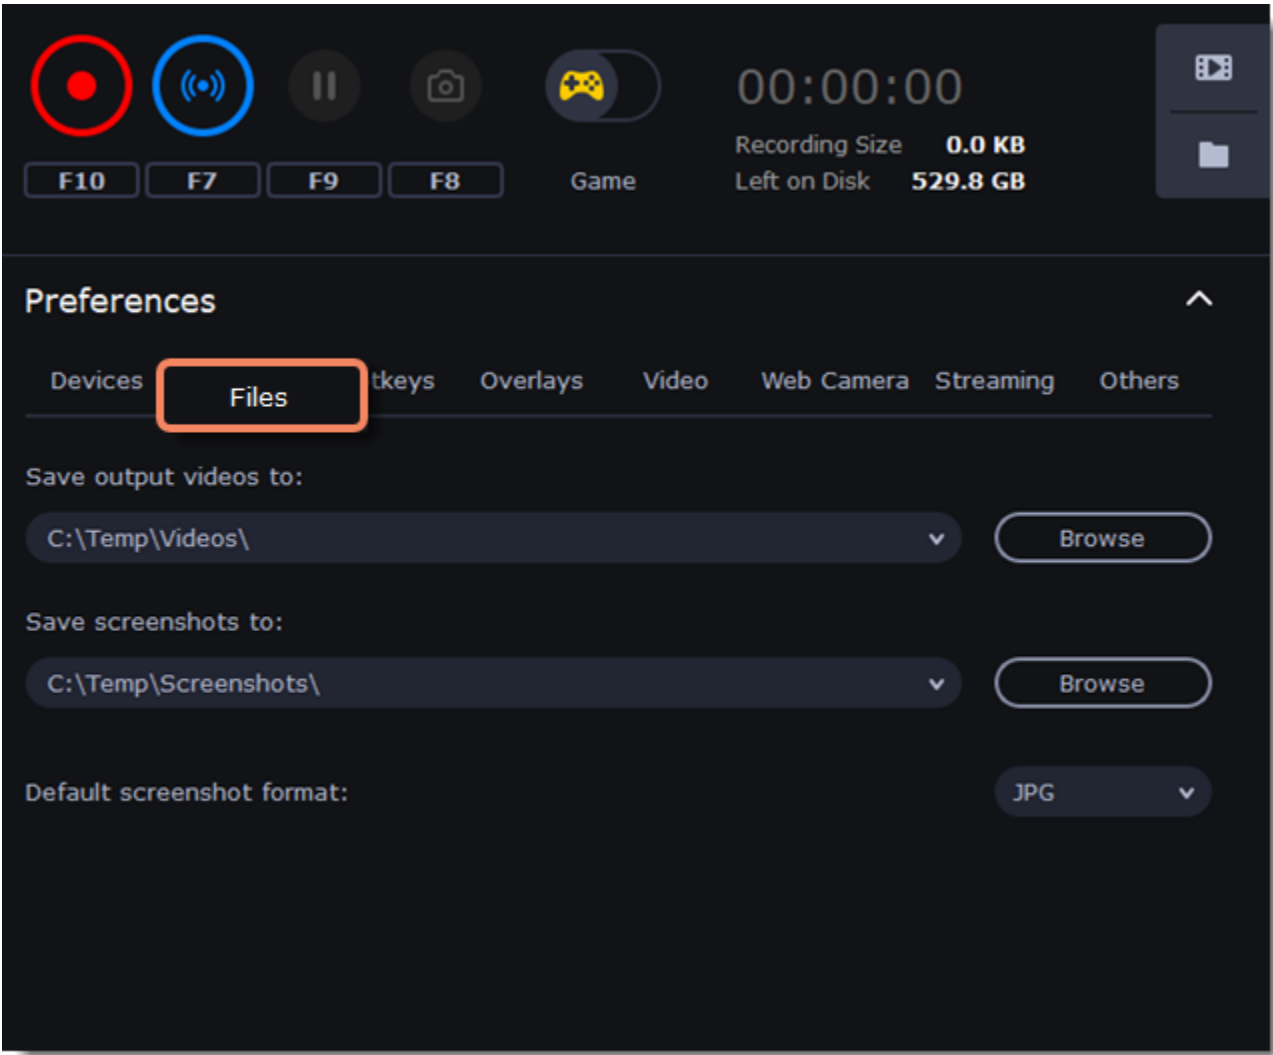 00:00:00
Recording Size 0.0 KB
Left on Disk 529.8 GB
F10 F7 F9 F8 Game
Preferences
Devices Files tkeys Overlays Video Web Camera Streaming Others
Save output videos to:
C:\Temp\Videos\ Browse
Save screenshots to:
C:\Temp\Screenshots\ Browse
Default screenshot format: JPG